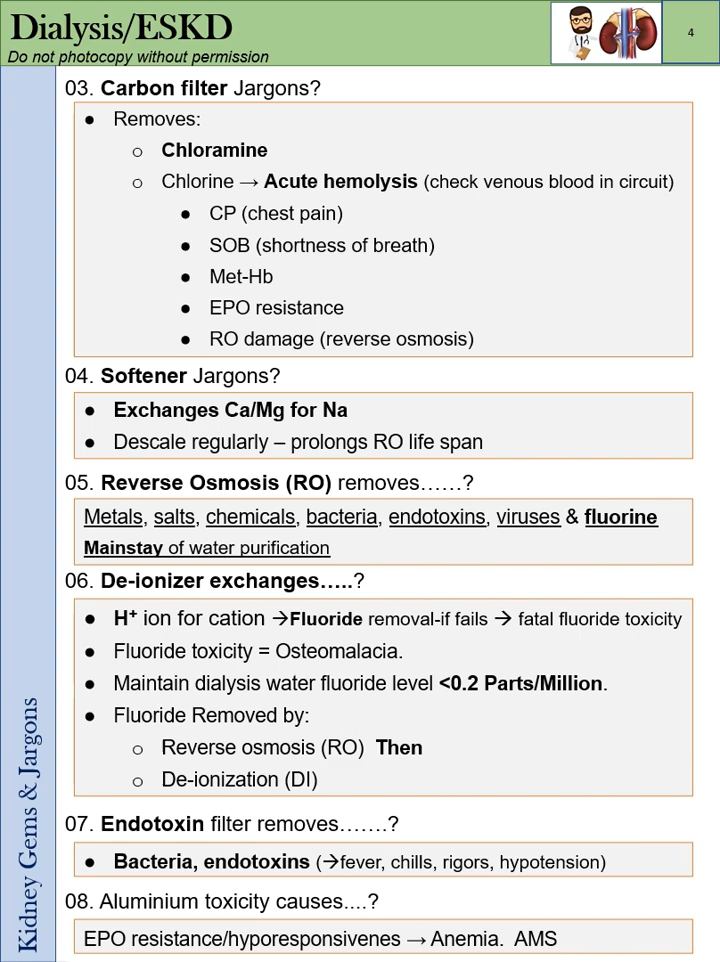 Dialysis/ESKD
Do not photocopy without permission
4
03. Carbon filter Jargons?
● Removes:
○ Chloramine
○ Chlorine → Acute hemolysis (check venous blood in circuit)
● CP (chest pain)
● SOB (shortness of breath)
● Met-Hb
● EPO resistance
● RO damage (reverse osmosis)
04. Softener Jargons?
● Exchanges Ca/Mg for Na
● Descale regularly – prolongs RO life span
05. Reverse Osmosis (RO) removes……?
Metals, salts, chemicals, bacteria, endotoxins, viruses & fluorine
Mainstay of water purification
06. De-ionizer exchanges…..?
● H⁺ ion for cation →Fluoride removal-if fails → fatal fluoride toxicity
● Fluoride toxicity = Osteomalacia.
● Maintain dialysis water fluoride level <0.2 Parts/Million.
● Fluoride Removed by:
○ Reverse osmosis (RO) Then
○ De-ionization (DI)
07. Endotoxin filter removes…….?
● Bacteria, endotoxins (→fever, chills, rigors, hypotension)
08. Aluminium toxicity causes....?
EPO resistance/hyporesponsivenes → Anemia. AMS
Kidney Gems & Jargons